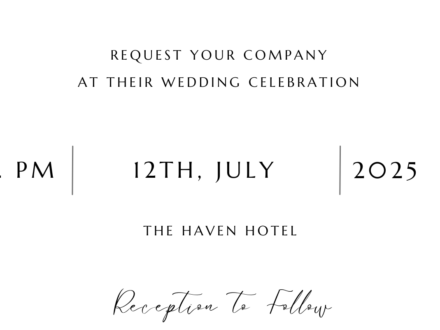 REQUEST YOUR COMPANY
AT THEIR WEDDING CELEBRATION
PM 12TH, JULY 2025
THE HAVEN HOTEL
Reception to Follow